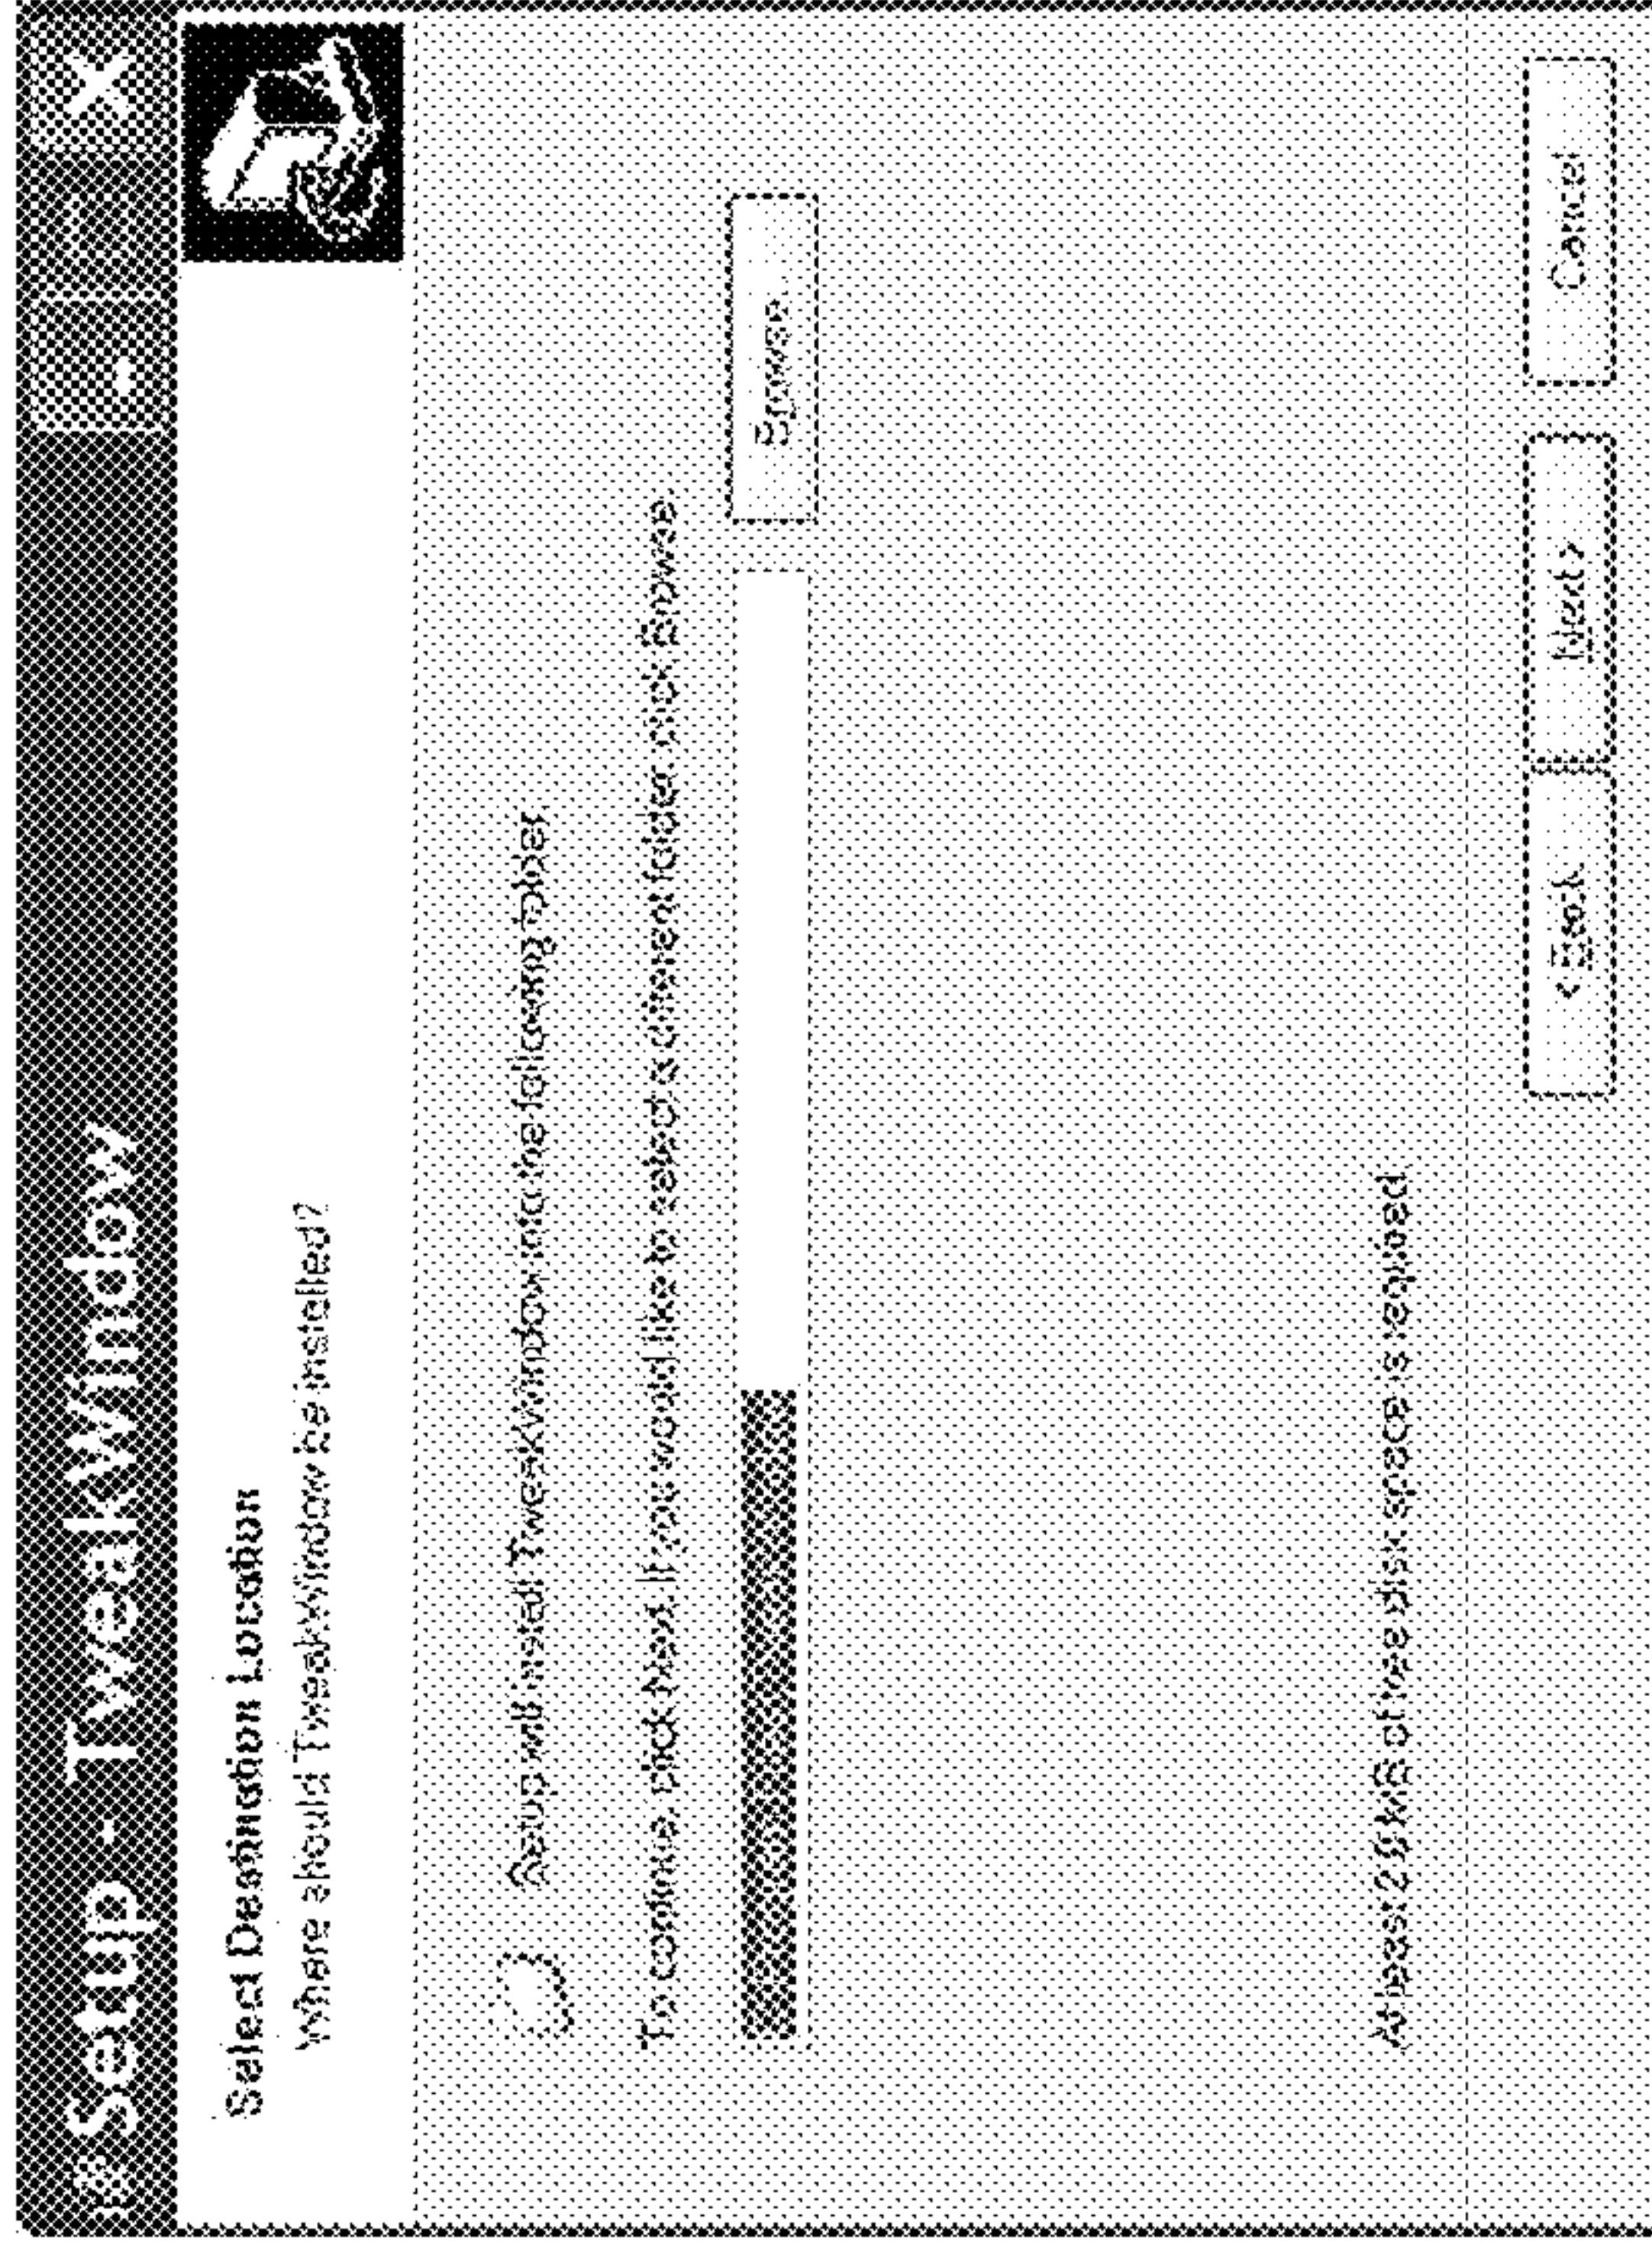 Setup - TweakWindow
Select Destination Location
Where should TweakWindow be installed?
Setup will install TweakWindow into the following folder.
To continue, click Next. If you would like to select a different folder, click Browse.
Browse...
At least 2.0 MB of free disk space is required.
< Back
Next >
Cancel